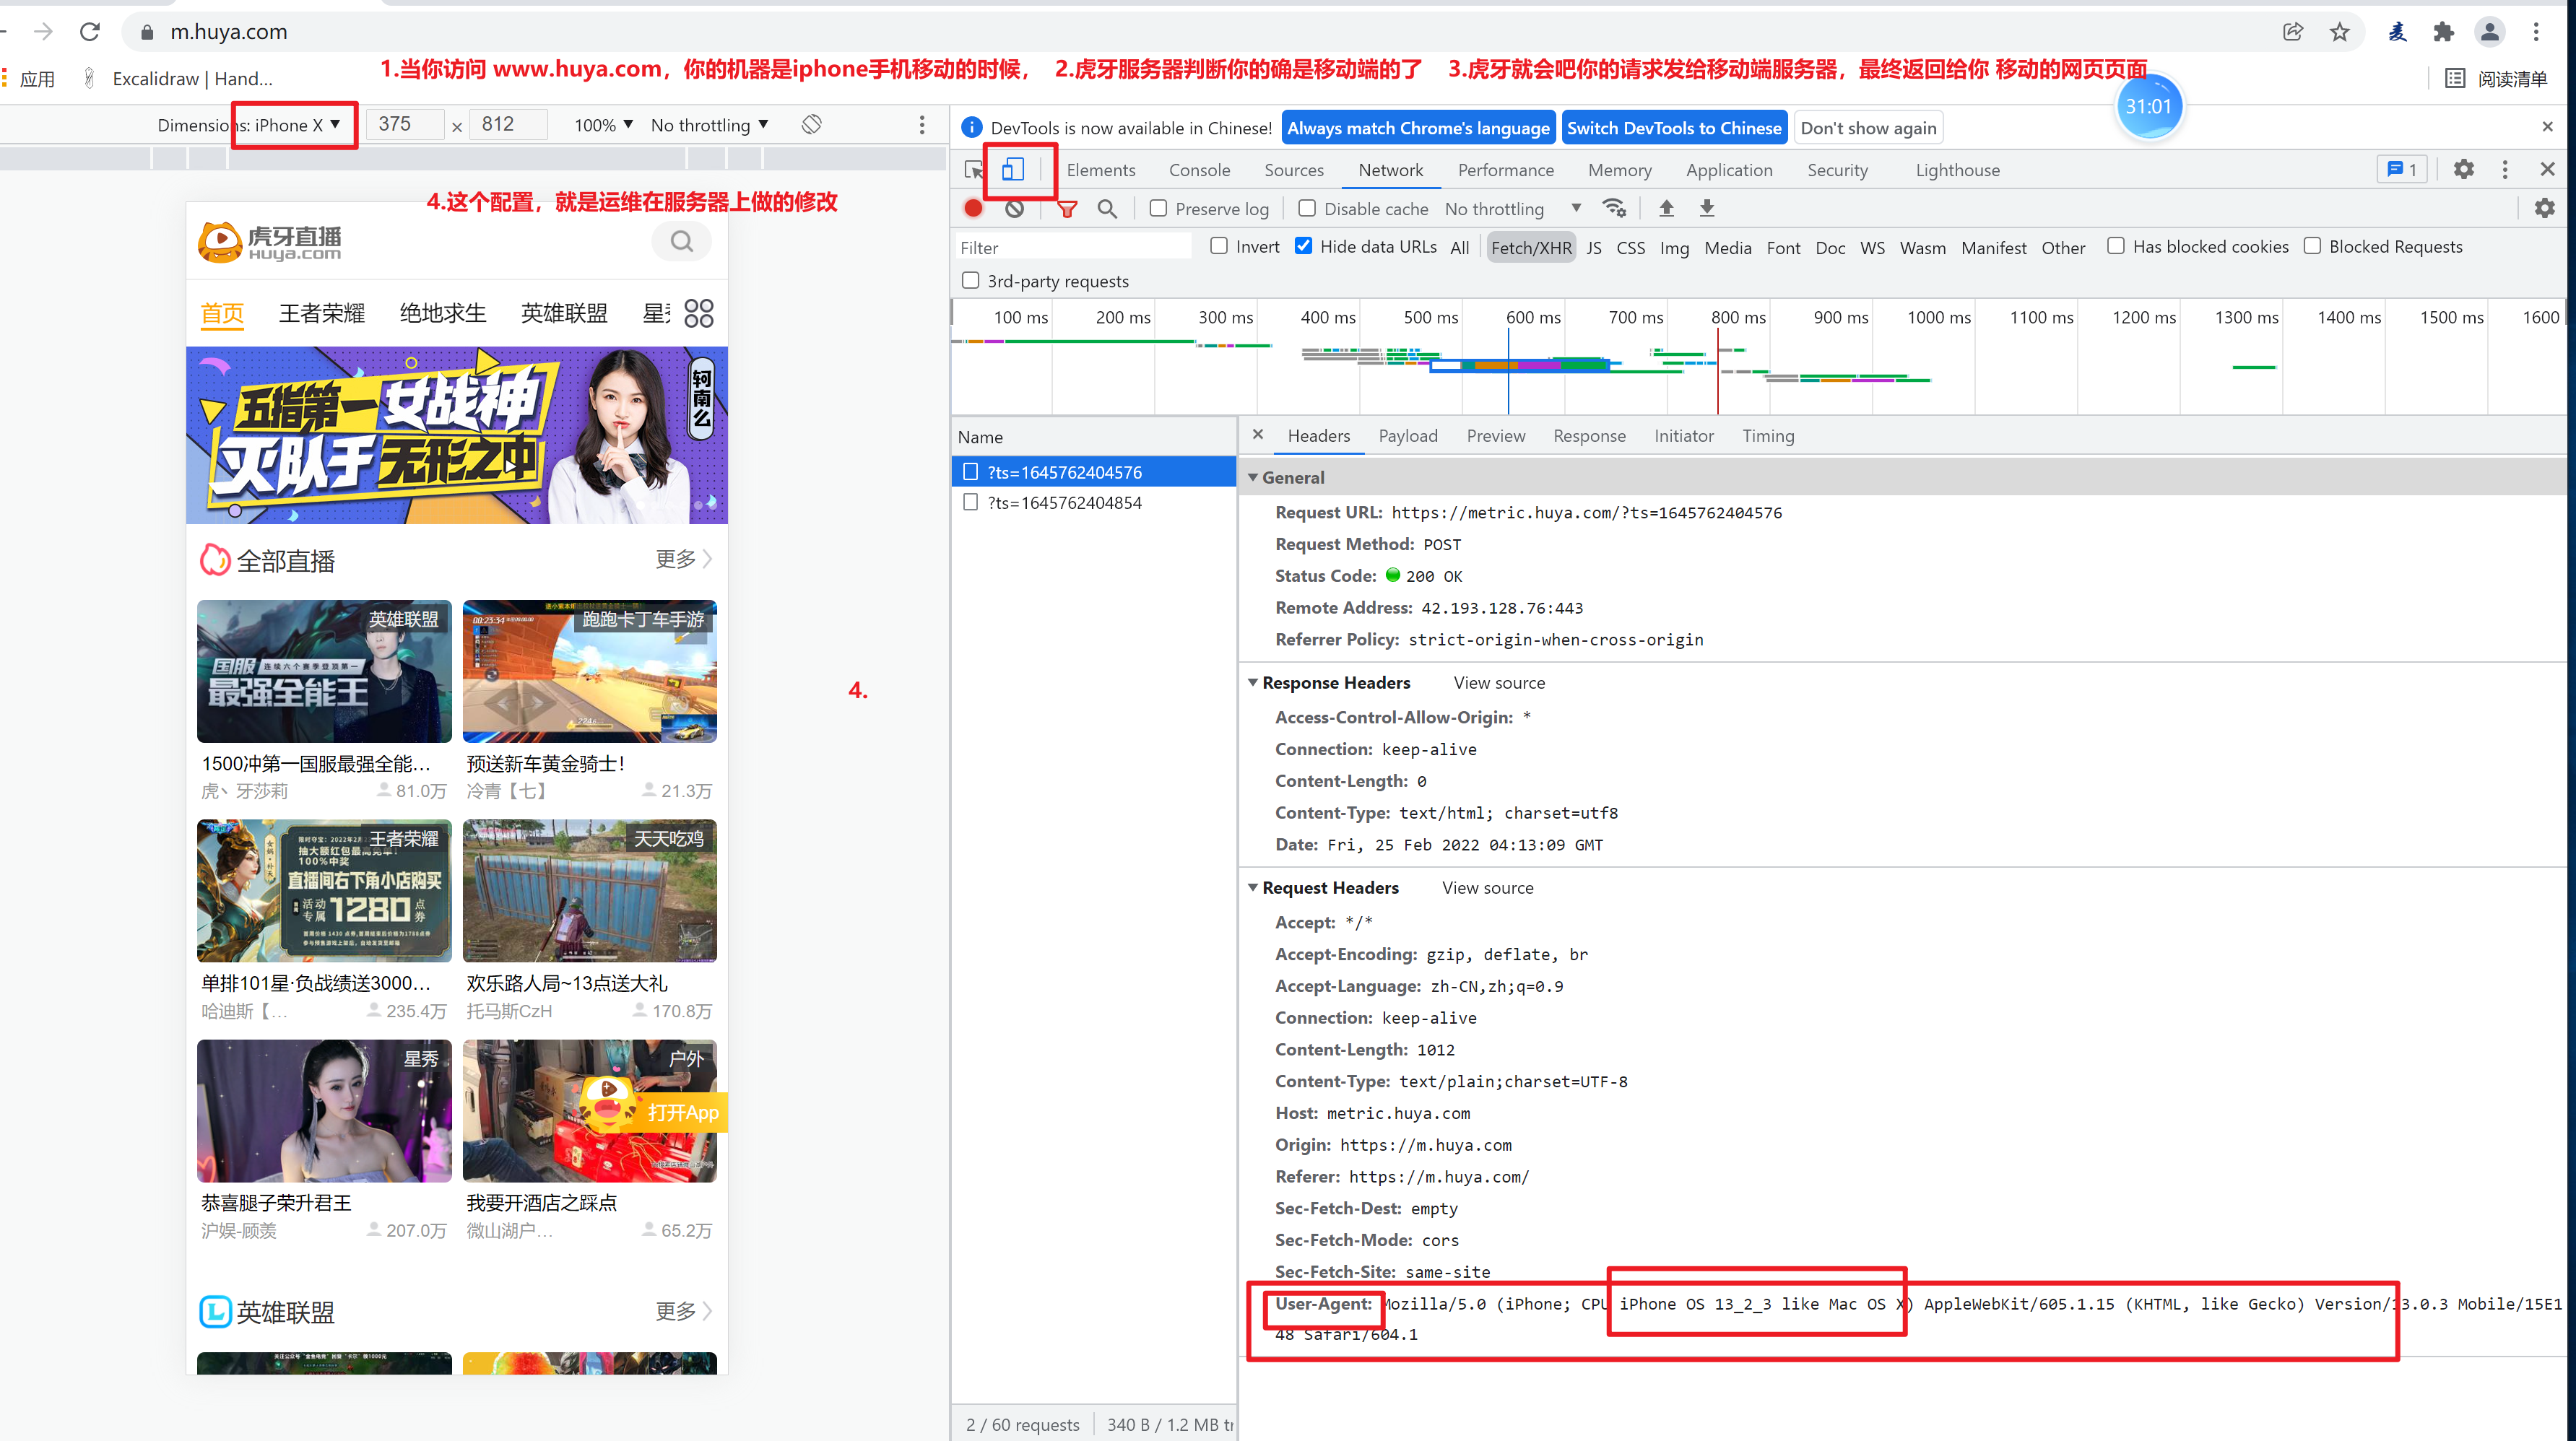 m.huya.com
应用
Excalidraw | Hand...
1.当你访问 www.huya.com，你的机器是iphone手机移动的时候， 2.虎牙服务器判断你的确是移动端的了 3.虎牙就会吧你的请求发给移动端服务器，最终返回给你 移动的网页页面
阅读清单
31:01
Dimensions: iPhone X ▼ 375 × 812 100% ▼ No throttling ▼
DevTools is now available in Chinese! Always match Chrome's language Switch DevTools to Chinese Don't show again
Elements Console Sources Network Performance Memory Application Security Lighthouse 1
4.这个配置，就是运维在服务器上做的修改
Preserve log Disable cache No throttling
Filter Invert Hide data URLs All Fetch/XHR JS CSS Img Media Font Doc WS Wasm Manifest Other Has blocked cookies Blocked Requests
3rd-party requests
100 ms 200 ms 300 ms 400 ms 500 ms 600 ms 700 ms 800 ms 900 ms 1000 ms 1100 ms 1200 ms 1300 ms 1400 ms 1500 ms 1600
虎牙直播
HUYA.COM
首页 王者荣耀 绝地求生 英雄联盟
五指第一女战神
灭队于无形之中
轲南么
全部直播 更多
英雄联盟
国服 连续六个赛季登顶第一
最强全能王
跑跑卡丁车手游
00:23:34
1500冲第一国服最强全能...
虎丶牙莎莉 81.0万
预送新车黄金骑士！
冷青【七】 21.3万
王者荣耀
100%中奖
直播间右下角小店购买
活动专属1280点券
天天吃鸡
单排101星·负战绩送3000...
哈迪斯【... 235.4万
欢乐路人局~13点送大礼
托马斯CzH 170.8万
星秀
户外
打开App
恭喜腿子荣升君王
沪娱-顾羡 207.0万
我要开酒店之踩点
微山湖户... 65.2万
英雄联盟 更多
4.
Name
?ts=1645762404576
?ts=1645762404854
2 / 60 requests 340 B / 1.2 MB
Headers Payload Preview Response Initiator Timing
General
Request URL: https://metric.huya.com/?ts=1645762404576
Request Method: POST
Status Code: 200 OK
Remote Address: 42.193.128.76:443
Referrer Policy: strict-origin-when-cross-origin
Response Headers View source
Access-Control-Allow-Origin: *
Connection: keep-alive
Content-Length: 0
Content-Type: text/html; charset=utf8
Date: Fri, 25 Feb 2022 04:13:09 GMT
Request Headers View source
Accept: */*
Accept-Encoding: gzip, deflate, br
Accept-Language: zh-CN,zh;q=0.9
Connection: keep-alive
Content-Length: 1012
Content-Type: text/plain;charset=UTF-8
Host: metric.huya.com
Origin: https://m.huya.com
Referer: https://m.huya.com/
Sec-Fetch-Dest: empty
Sec-Fetch-Mode: cors
Sec-Fetch-Site: same-site
User-Agent: Mozilla/5.0 (iPhone; CPU iPhone OS 13_2_3 like Mac OS X) AppleWebKit/605.1.15 (KHTML, like Gecko) Version/13.0.3 Mobile/15E1
48 Safari/604.1